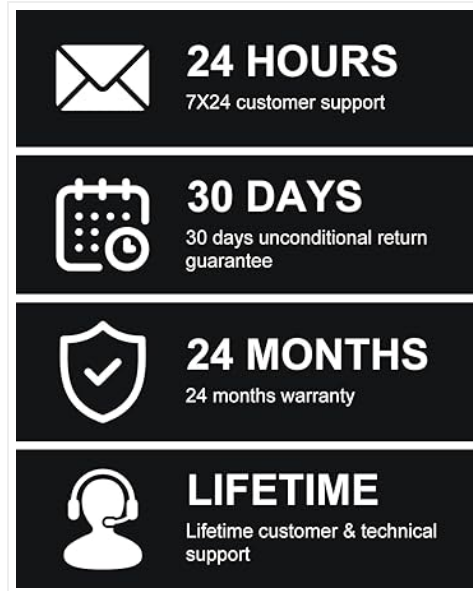 24 HOURS
7X24 customer support
30 DAYS
30 days unconditional return
guarantee
24 MONTHS
24 months warranty
LIFETIME
Lifetime customer & technical
support